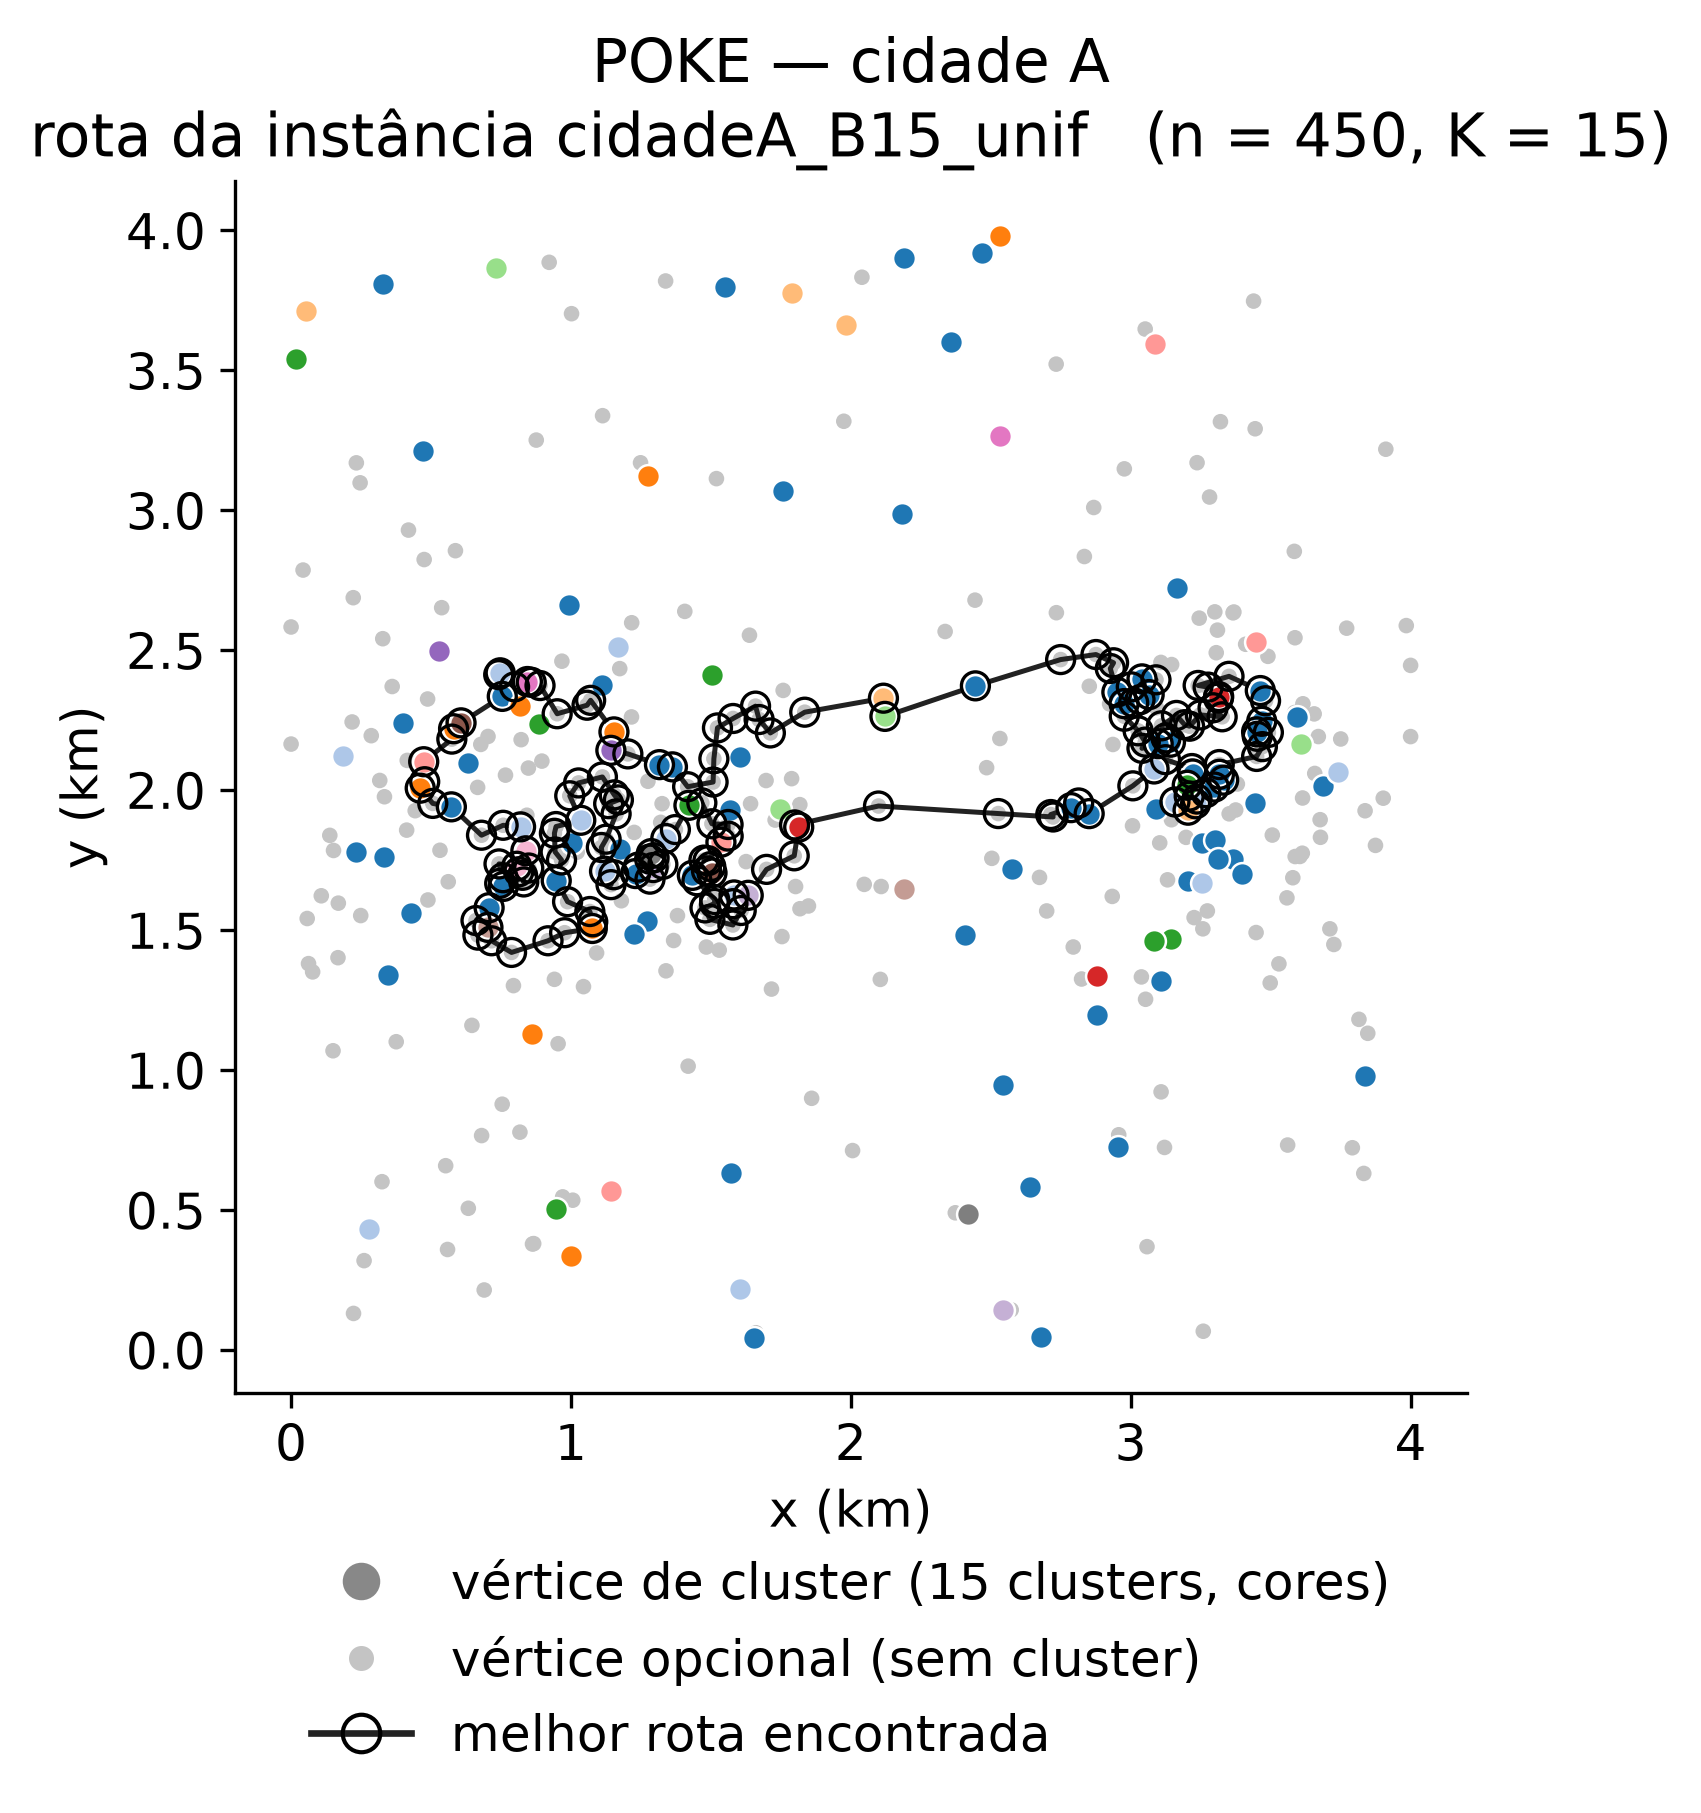 POKE — cidade A
rota da instância cidadeA_B15_unif   (n = 450, K = 15)
4.0
3.5
3.0
2.5
2.0
1.5
1.0
0.5
0.0
y (km)
0 1 2 3 4
x (km)
vértice de cluster (15 clusters, cores)
vértice opcional (sem cluster)
melhor rota encontrada